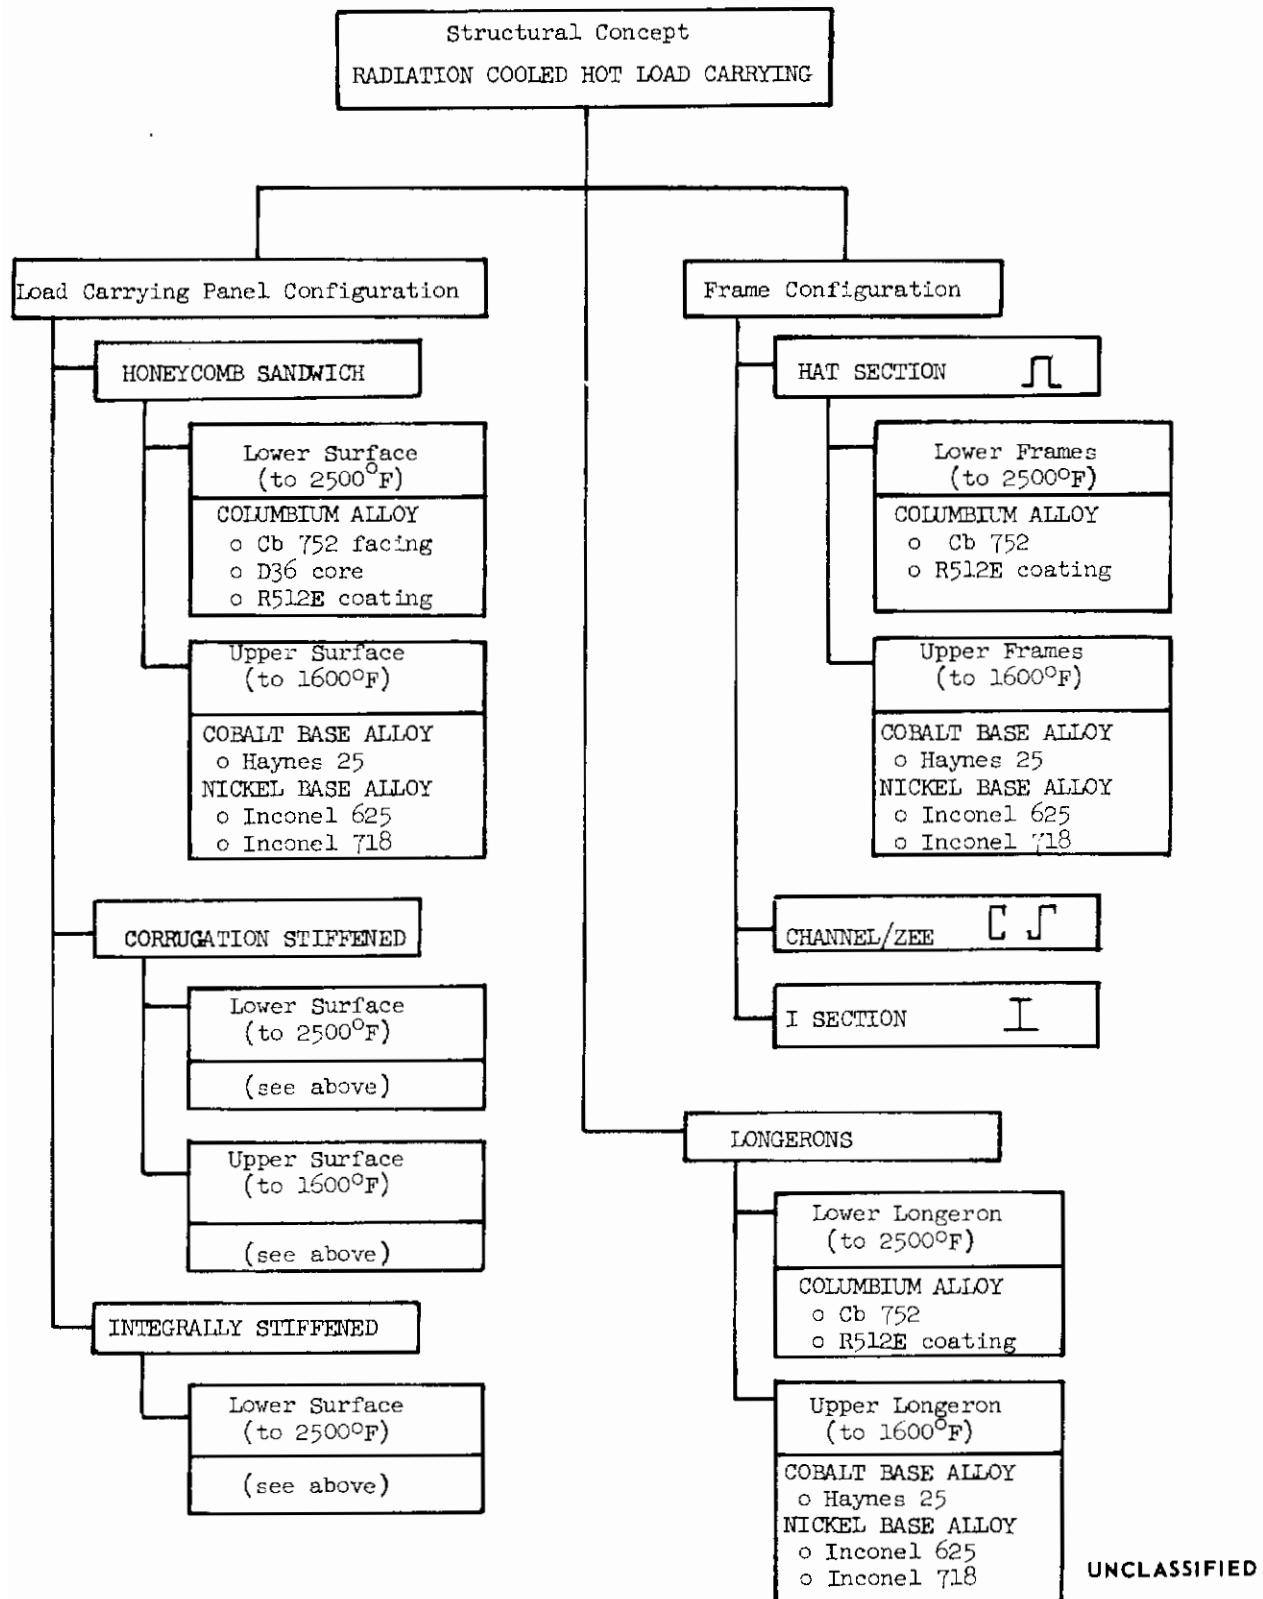 Structural Concept
RADIATION COOLED HOT LOAD CARRYING
Load Carrying Panel Configuration
HONEYCOMB SANDWICH
Lower Surface
(to 2500°F)
COLUMBIUM ALLOY
o Cb 752 facing
o D36 core
o R512E coating
Upper Surface
(to 1600°F)
COBALT BASE ALLOY
o Haynes 25
NICKEL BASE ALLOY
o Inconel 625
o Inconel 718
CORRUGATION STIFFENED
Lower Surface
(to 2500°F)
(see above)
Upper Surface
(to 1600°F)
(see above)
INTEGRALLY STIFFENED
Lower Surface
(to 2500°F)
(see above)
Frame Configuration
HAT SECTION
Lower Frames
(to 2500°F)
COLUMBIUM ALLOY
o Cb 752
o R512E coating
Upper Frames
(to 1600°F)
COBALT BASE ALLOY
o Haynes 25
NICKEL BASE ALLOY
o Inconel 625
o Inconel 718
CHANNEL/ZEE
I SECTION
LONGERONS
Lower Longeron
(to 2500°F)
COLUMBIUM ALLOY
o Cb 752
o R512E coating
Upper Longeron
(to 1600°F)
COBALT BASE ALLOY
o Haynes 25
NICKEL BASE ALLOY
o Inconel 625
o Inconel 718
UNCLASSIFIED